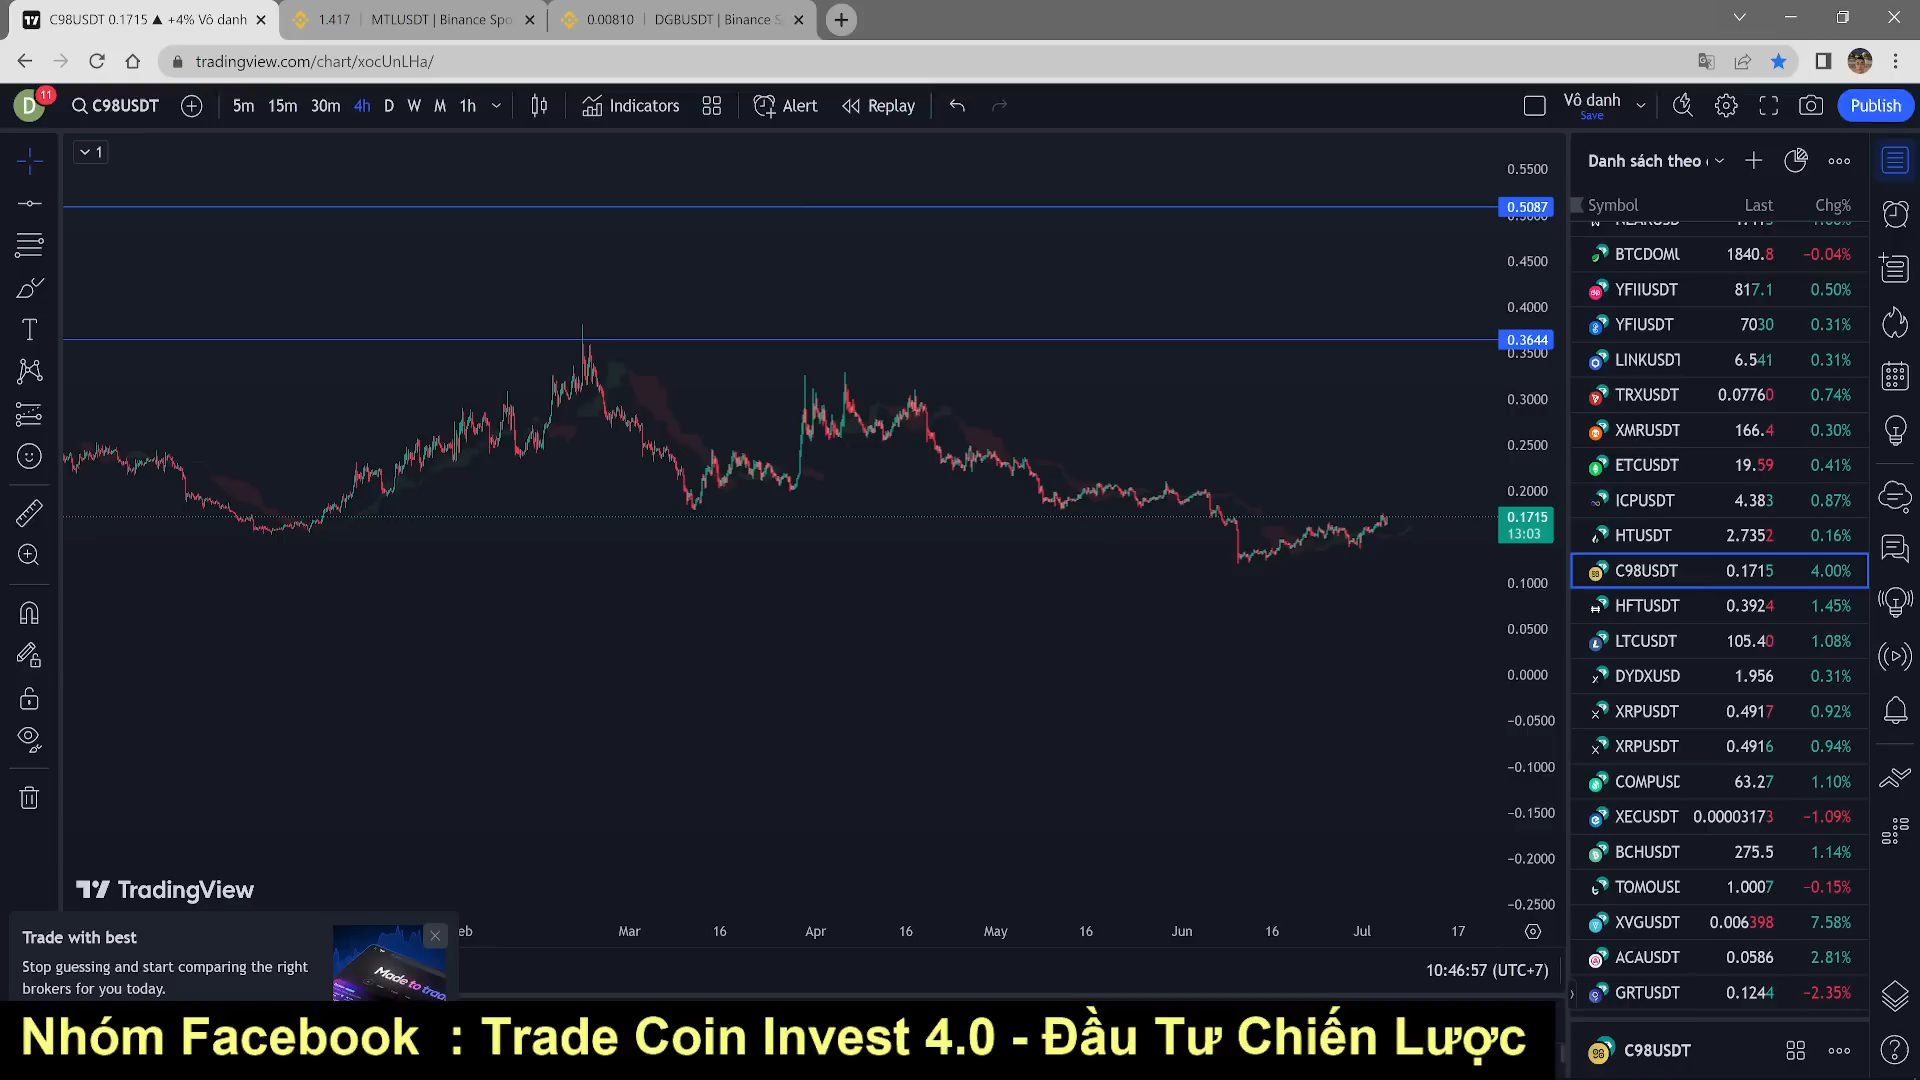 C98USDT 0.1715 ▲ +4% Vô danh
1.417 | MTLUSDT | Binance Spo
0.00810 | DGBUSDT | Binance S
tradingview.com/chart/xocUnLHa/
D 11 C98USDT 5m 15m 30m 4h D W M 1h Indicators Alert Replay Vô danh Save Publish
1
0.5500
0.5087
0.4500
0.4000
0.3644
0.3500
0.3000
0.2500
0.2000
0.1715
13:03
0.1000
0.0500
0.0000
−0.0500
−0.1000
−0.1500
−0.2000
−0.2500
TradingView
eb Mar 16 Apr 16 May 16 Jun 16 Jul 17
10:46:57 (UTC+7)
Trade with best
Stop guessing and start comparing the right
brokers for you today.
Made to trad
Danh sách theo
Symbol Last Chg%
BTCDOMU 1840.8 −0.04%
YFIIUSDT 817.1 0.50%
YFIUSDT 7030 0.31%
LINKUSDT 6.541 0.31%
TRXUSDT 0.07760 0.74%
XMRUSDT 166.4 0.30%
ETCUSDT 19.59 0.41%
ICPUSDT 4.383 0.87%
HTUSDT 2.7352 0.16%
C98USDT 0.1715 4.00%
HFTUSDT 0.3924 1.45%
LTCUSDT 105.40 1.08%
DYDXUSD 1.956 0.31%
XRPUSDT 0.4917 0.92%
XRPUSDT 0.4916 0.94%
COMPUSD 63.27 1.10%
XECUSDT 0.00003173 −1.09%
BCHUSDT 275.5 1.14%
TOMOUSD 1.0007 −0.15%
XVGUSDT 0.006398 7.58%
ACAUSDT 0.0586 2.81%
GRTUSDT 0.1244 −2.35%
C98USDT
Nhóm Facebook : Trade Coin Invest 4.0 - Đầu Tư Chiến Lược